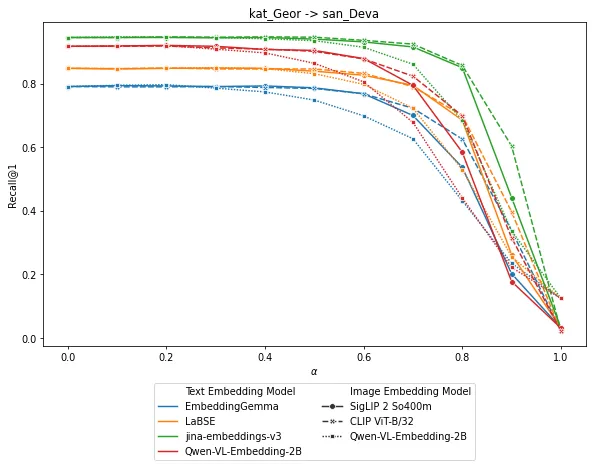 kat_Geor -> san_Deva
Recall@1
0.8
0.6
0.4
0.2
0.0
0.0 0.2 0.4 0.6 0.8 1.0
α
Text Embedding Model
EmbeddingGemma
LaBSE
jina-embeddings-v3
Qwen-VL-Embedding-2B
Image Embedding Model
SigLIP 2 So400m
CLIP ViT-B/32
Qwen-VL-Embedding-2B